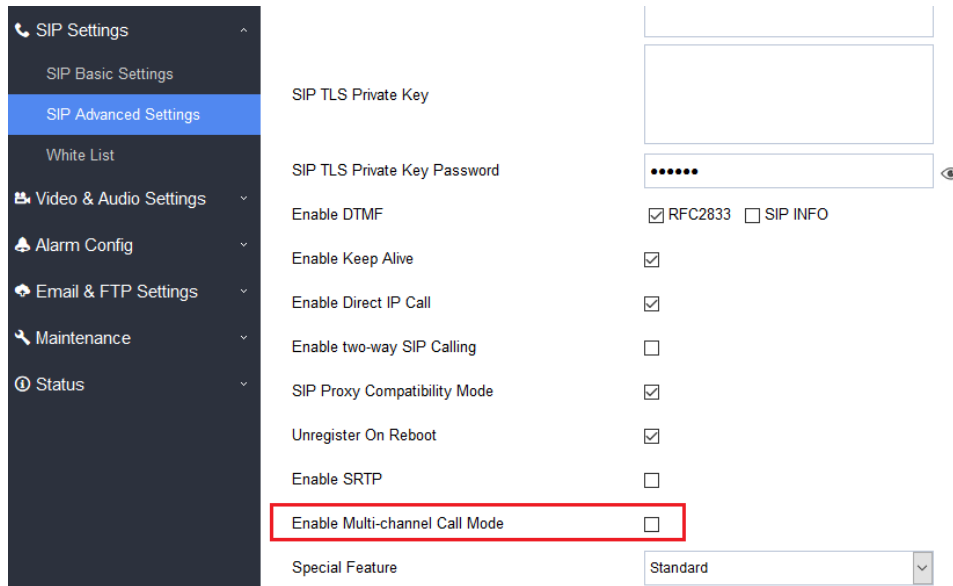 SIP Settings
SIP Basic Settings
SIP Advanced Settings
White List
Video & Audio Settings
Alarm Config
Email & FTP Settings
Maintenance
Status
SIP TLS Private Key
SIP TLS Private Key Password ••••••
Enable DTMF RFC2833 SIP INFO
Enable Keep Alive
Enable Direct IP Call
Enable two-way SIP Calling
SIP Proxy Compatibility Mode
Unregister On Reboot
Enable SRTP
Enable Multi-channel Call Mode
Special Feature Standard